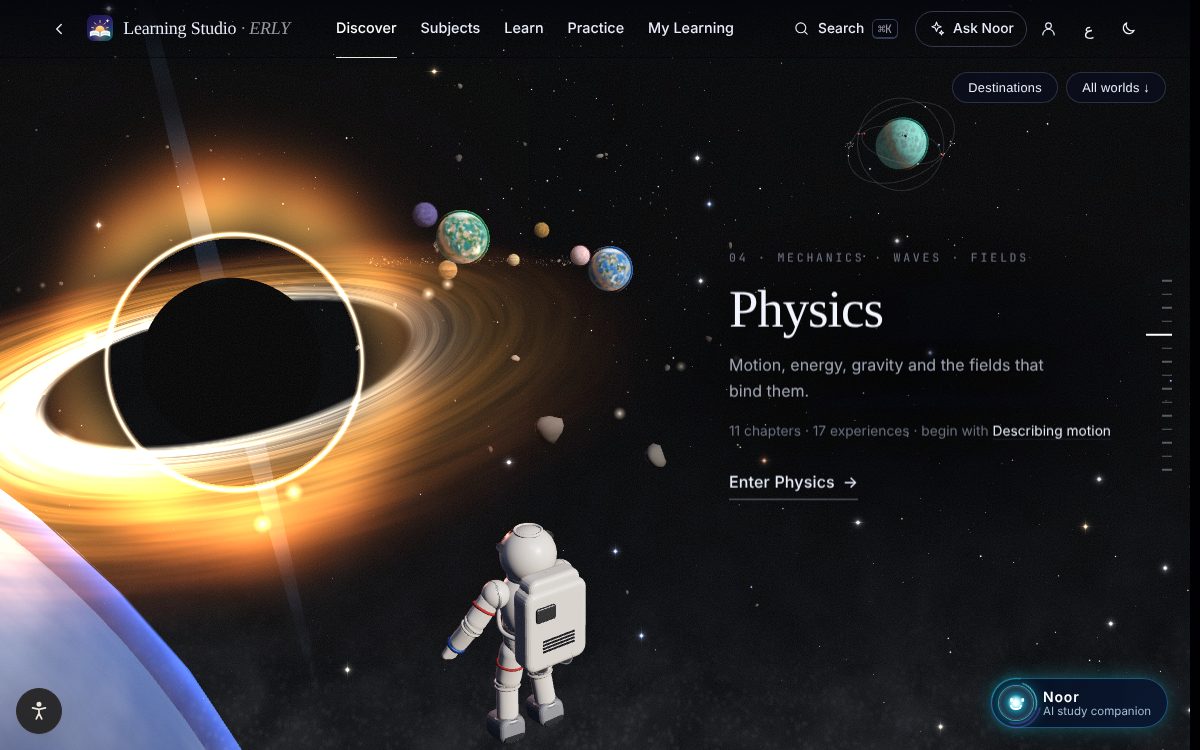 Learning Studio · ERLY
Discover
Subjects
Learn
Practice
My Learning
Search ⌘K
Ask Noor
ع
Destinations
All worlds ↓
04 · MECHANICS · WAVES · FIELDS
Physics
Motion, energy, gravity and the fields that
bind them.
11 chapters · 17 experiences · begin with Describing motion
Enter Physics →
Noor
AI study companion